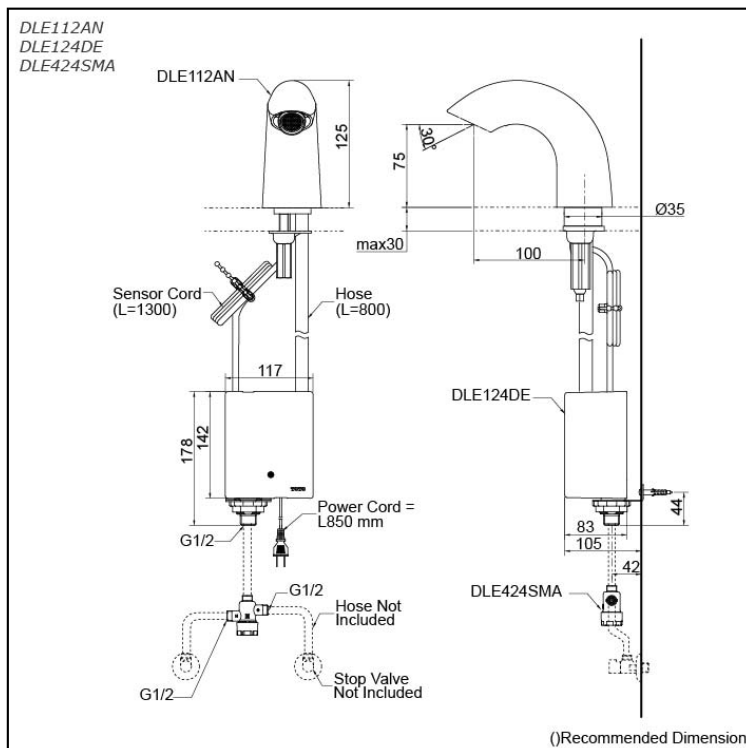 DLE112AN
DLE124DE
DLE424SMA
DLE112AN
125
75
30°
Ø35
max30
100
Sensor Cord
(L=1300)
Hose
(L=800)
117
178
142
DLE124DE
TOTO
Power Cord =
L850 mm
G1/2
44
83
105
42
G1/2
DLE424SMA
Hose Not
Included
Stop Valve
Not Included
G1/2
()Recommended Dimension